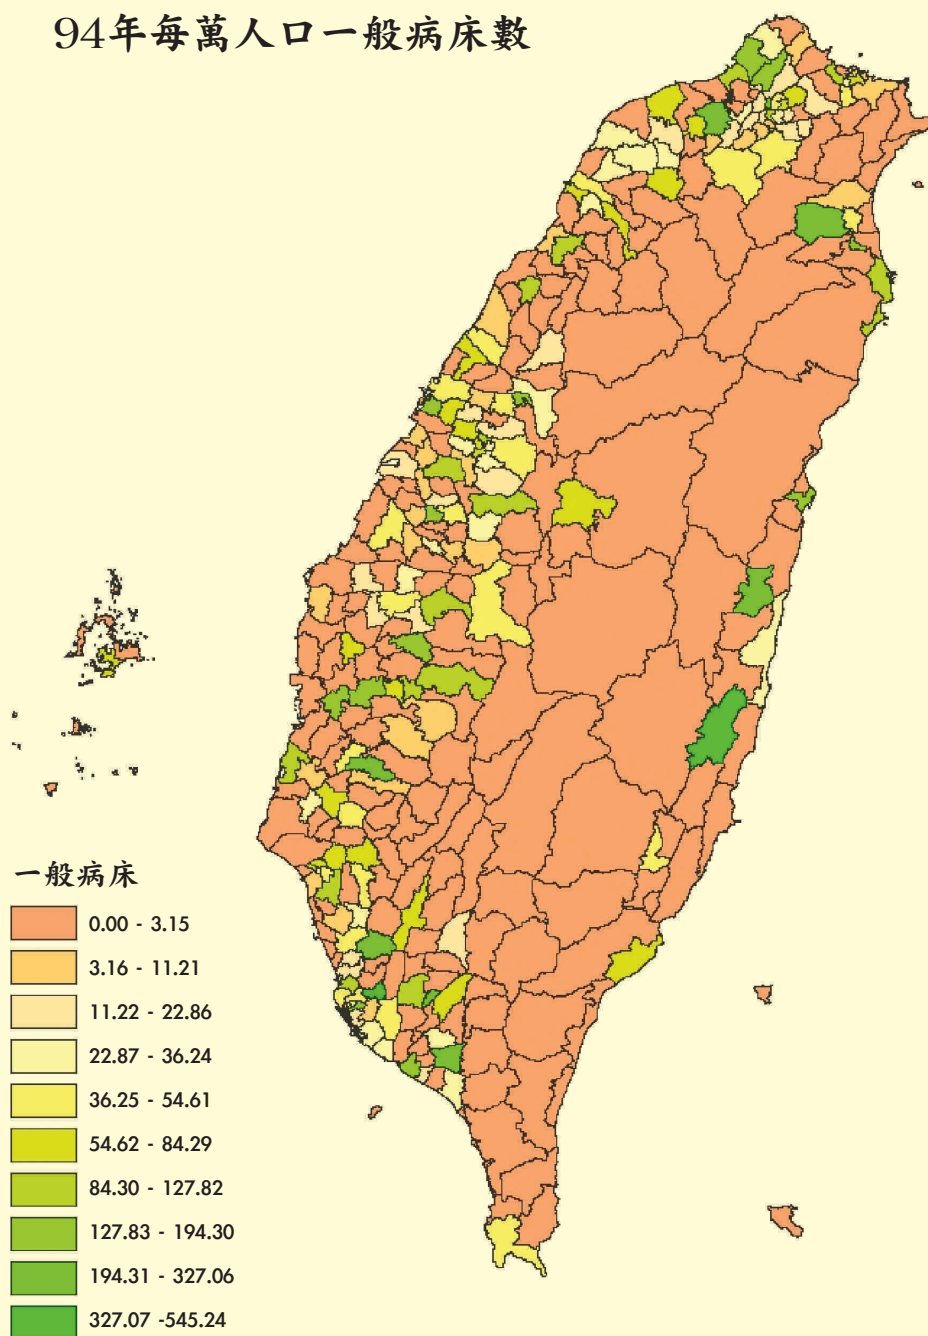 94年每萬人口一般病床數
一般病床
0.00 - 3.15
3.16 - 11.21
11.22 - 22.86
22.87 - 36.24
36.25 - 54.61
54.62 - 84.29
84.30 - 127.82
127.83 - 194.30
194.31 - 327.06
327.07 -545.24